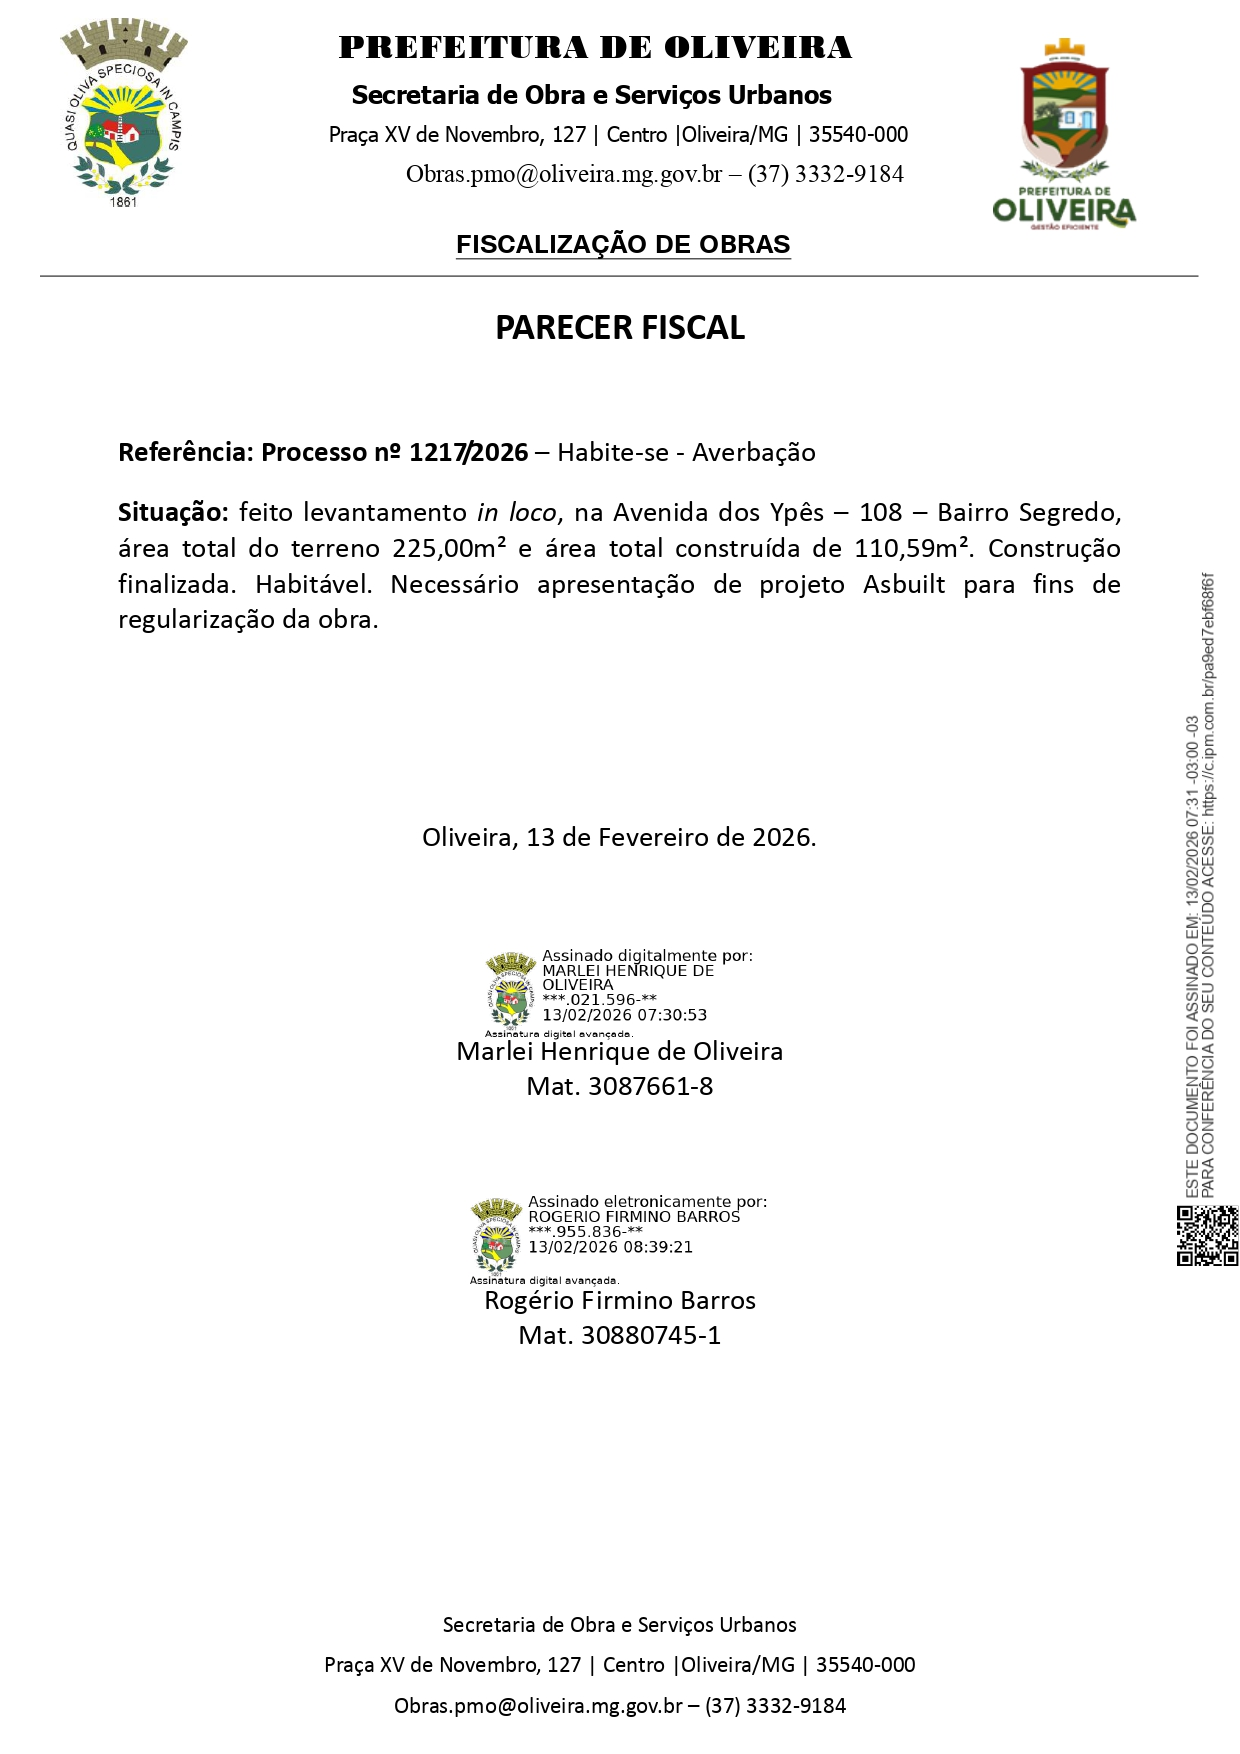 QUASI OLIVA SPECIOSA IN CAMPIS
1861
PREFEITURA DE OLIVEIRA
Secretaria de Obra e Serviços Urbanos
Praça XV de Novembro, 127 | Centro |Oliveira/MG | 35540-000
Obras.pmo@oliveira.mg.gov.br – (37) 3332-9184
PREFEITURA DE
OLIVEIRA
GESTÃO EFICIENTE
FISCALIZAÇÃO DE OBRAS
PARECER FISCAL
Referência: Processo nº 1217/2026 – Habite-se - Averbação
Situação: feito levantamento in loco, na Avenida dos Ypês – 108 – Bairro Segredo,
área total do terreno 225,00m² e área total construída de 110,59m². Construção
finalizada. Habitável. Necessário apresentação de projeto Asbuilt para fins de
regularização da obra.
Oliveira, 13 de Fevereiro de 2026.
Assinado digitalmente por:
MARLEI HENRIQUE DE
OLIVEIRA
***.021.596-**
13/02/2026 07:30:53
Assinatura digital avançada.
Marlei Henrique de Oliveira
Mat. 3087661-8
Assinado eletronicamente por:
ROGERIO FIRMINO BARROS
***.955.836-**
13/02/2026 08:39:21
Assinatura digital avançada.
Rogério Firmino Barros
Mat. 30880745-1
ESTE DOCUMENTO FOI ASSINADO EM: 13/02/2026 07:31 -03:00 -03
PARA CONFERÊNCIA DO SEU CONTEÚDO ACESSE: https://c.ipm.com.br/pa9ed7ebf68f6f
Secretaria de Obra e Serviços Urbanos
Praça XV de Novembro, 127 | Centro |Oliveira/MG | 35540-000
Obras.pmo@oliveira.mg.gov.br – (37) 3332-9184